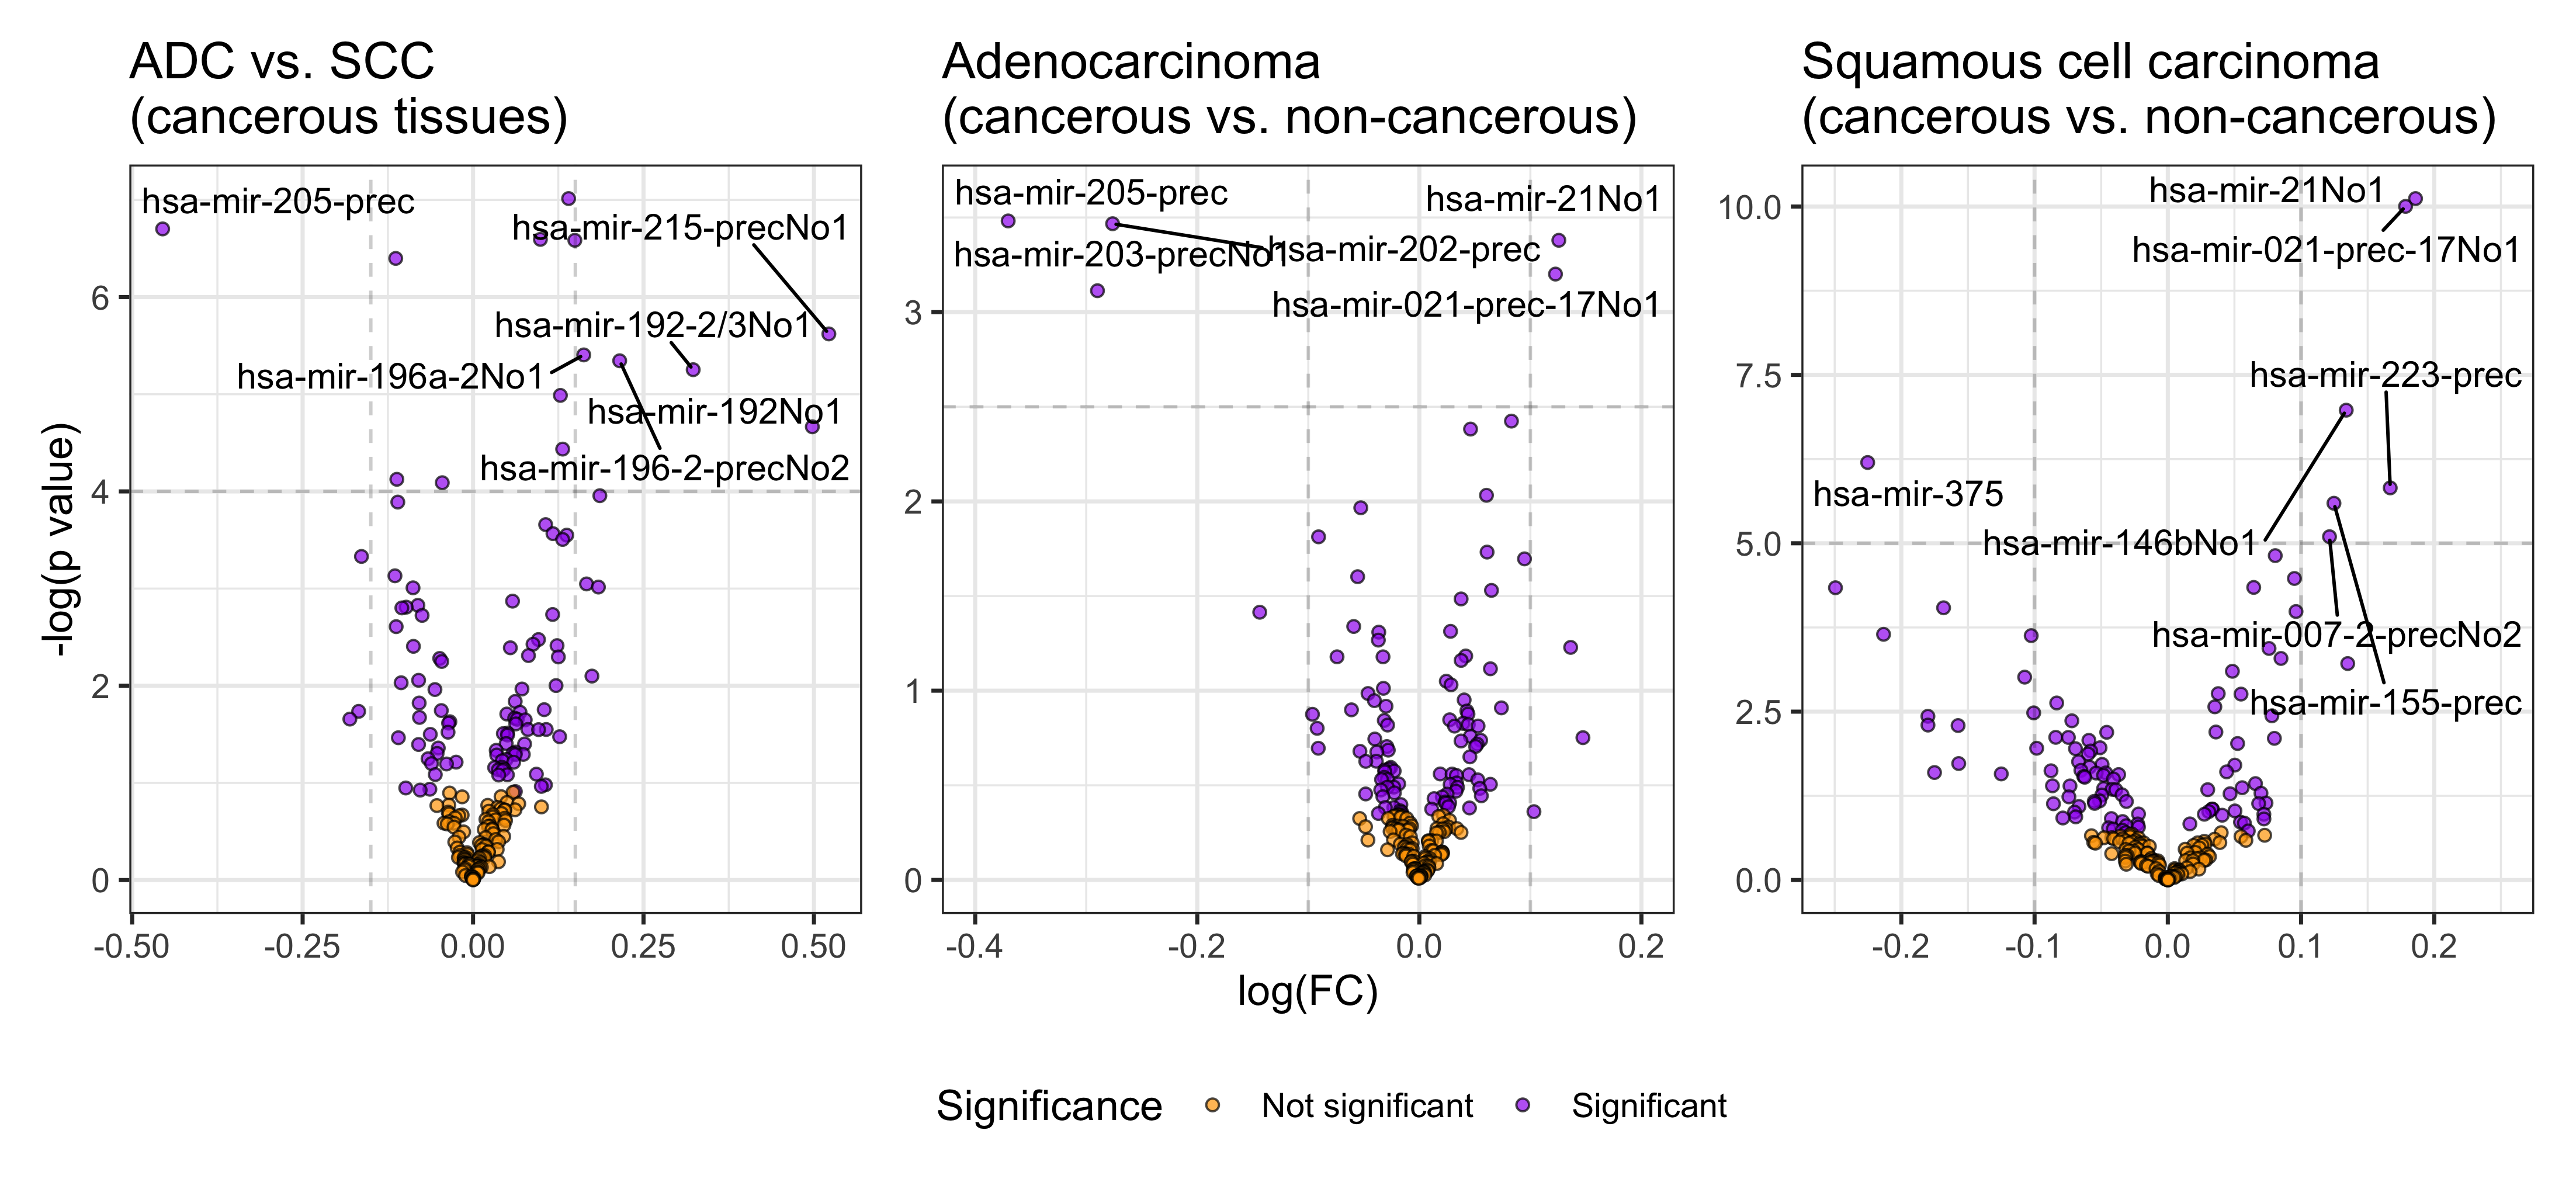 ADC vs. SCC
(cancerous tissues)
Adenocarcinoma
(cancerous vs. non-cancerous)
Squamous cell carcinoma
(cancerous vs. non-cancerous)
-log(p value)
6
4
2
0
hsa-mir-205-prec
hsa-mir-215-precNo1
hsa-mir-192-2/3No1
hsa-mir-196a-2No1
hsa-mir-192No1
hsa-mir-196-2-precNo2
-0.50
-0.25
0.00
0.25
0.50
3
2
1
0
hsa-mir-205-prec
hsa-mir-21No1
hsa-mir-203-precNo1
hsa-mir-202-prec
hsa-mir-021-prec-17No1
-0.4
-0.2
0.0
0.2
10.0
7.5
5.0
2.5
0.0
hsa-mir-21No1
hsa-mir-021-prec-17No1
hsa-mir-223-prec
hsa-mir-375
hsa-mir-146bNo1
hsa-mir-007-2-precNo2
hsa-mir-155-prec
-0.2
-0.1
0.0
0.1
0.2
log(FC)
Significance
Not significant
Significant